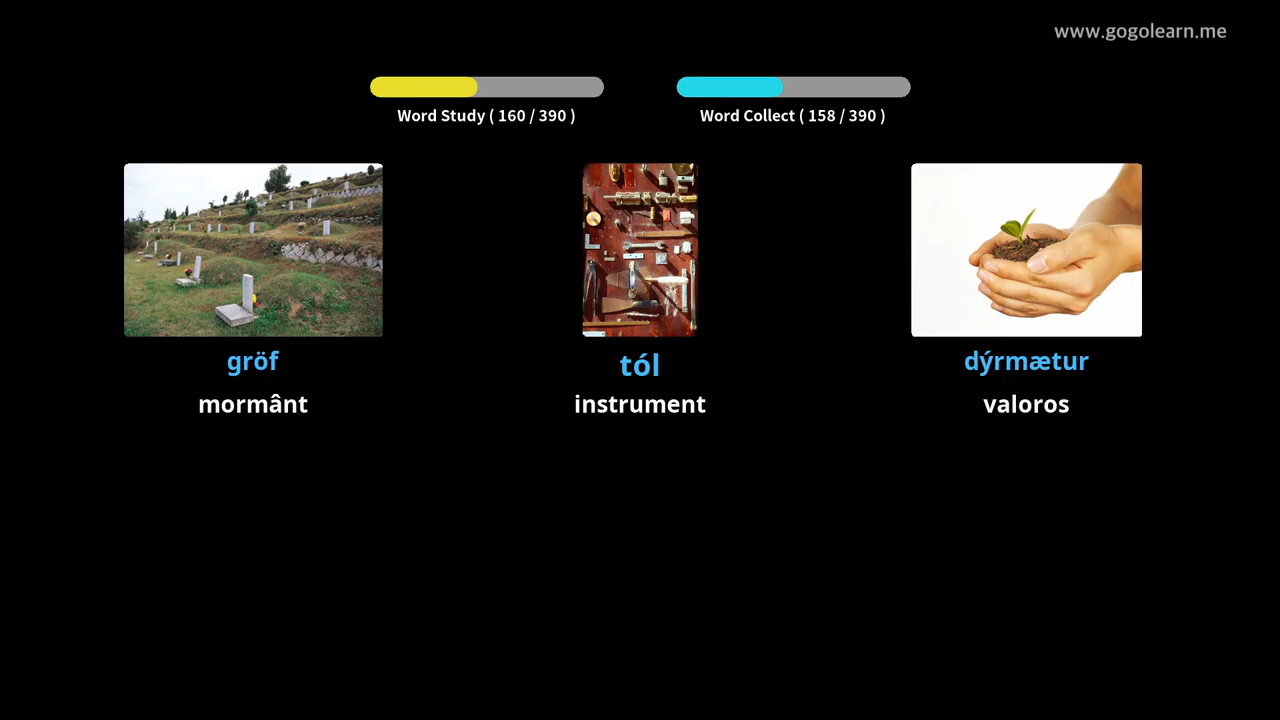 www.gogolearn.me
Word Study ( 160 / 390 )
Word Collect ( 158 / 390 )
gröf
tól
dýrmætur
mormânt
instrument
valoros